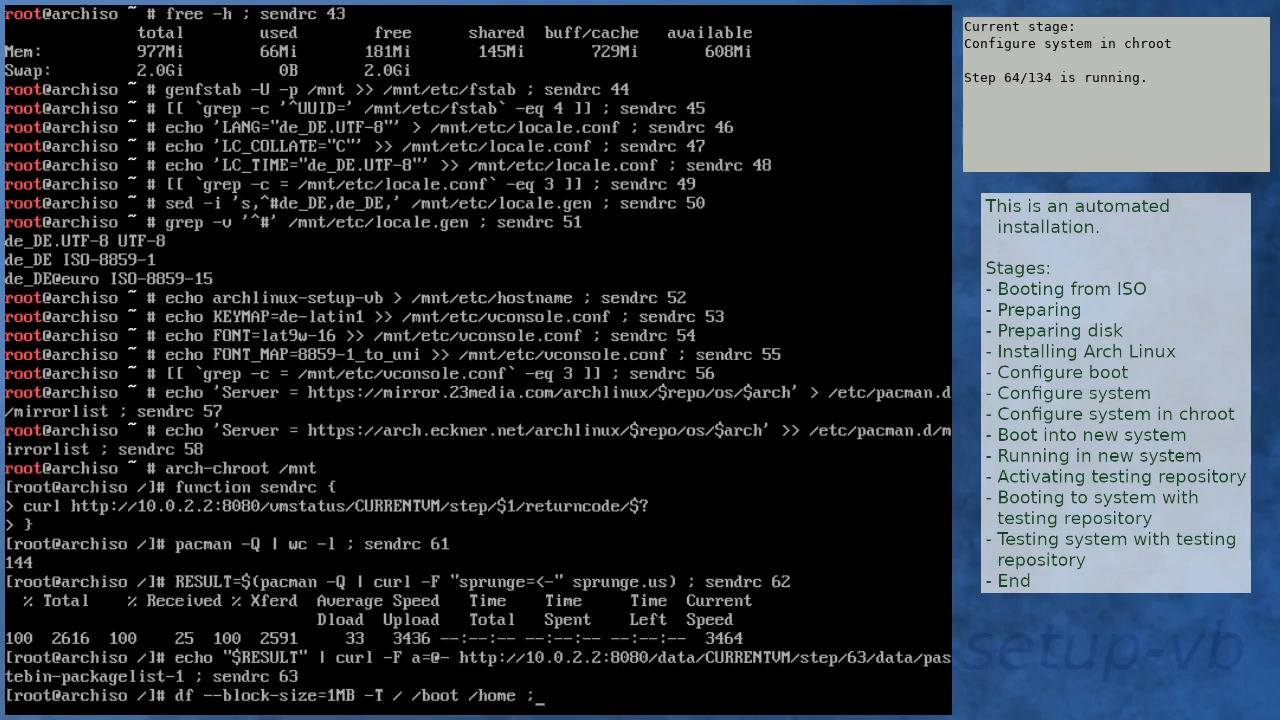 root@archiso ~ # free -h ; sendrc 43
              total        used        free      shared  buff/cache   available
Mem:          977Mi        66Mi       181Mi       145Mi       729Mi       608Mi
Swap:         2.0Gi          0B       2.0Gi
root@archiso ~ # genfstab -U -p /mnt >> /mnt/etc/fstab ; sendrc 44
root@archiso ~ # [[ `grep -c '^UUID=' /mnt/etc/fstab` -eq 4 ]] ; sendrc 45
root@archiso ~ # echo 'LANG="de_DE.UTF-8"' > /mnt/etc/locale.conf ; sendrc 46
root@archiso ~ # echo 'LC_COLLATE="C"' >> /mnt/etc/locale.conf ; sendrc 47
root@archiso ~ # echo 'LC_TIME="de_DE.UTF-8"' >> /mnt/etc/locale.conf ; sendrc 48
root@archiso ~ # [[ `grep -c = /mnt/etc/locale.conf` -eq 3 ]] ; sendrc 49
root@archiso ~ # sed -i 's,^#de_DE,de_DE,' /mnt/etc/locale.gen ; sendrc 50
root@archiso ~ # grep -v '^#' /mnt/etc/locale.gen ; sendrc 51
de_DE.UTF-8 UTF-8
de_DE ISO-8859-1
de_DE@euro ISO-8859-15
root@archiso ~ # echo archlinux-setup-vb > /mnt/etc/hostname ; sendrc 52
root@archiso ~ # echo KEYMAP=de-latin1 >> /mnt/etc/vconsole.conf ; sendrc 53
root@archiso ~ # echo FONT=lat9w-16 >> /mnt/etc/vconsole.conf ; sendrc 54
root@archiso ~ # echo FONT_MAP=8859-1_to_uni >> /mnt/etc/vconsole.conf ; sendrc 55
root@archiso ~ # [[ `grep -c = /mnt/etc/vconsole.conf` -eq 3 ]] ; sendrc 56
root@archiso ~ # echo 'Server = https://mirror.23media.com/archlinux/$repo/os/$arch' > /etc/pacman.d
/mirrorlist ; sendrc 57
root@archiso ~ # echo 'Server = https://arch.eckner.net/archlinux/$repo/os/$arch' >> /etc/pacman.d/m
irrorlist ; sendrc 58
root@archiso ~ # arch-chroot /mnt
[root@archiso /]# function sendrc {
> curl http://10.0.2.2:8080/vmstatus/CURRENTVM/step/$1/returncode/$?
> }
[root@archiso /]# pacman -Q | wc -l ; sendrc 61
144
[root@archiso /]# RESULT=$(pacman -Q | curl -F "sprunge=<-" sprunge.us) ; sendrc 62
  % Total    % Received % Xferd  Average Speed   Time    Time     Time  Current
                                 Dload  Upload   Total   Spent    Left  Speed
100  2616  100    25  100  2591     33   3436 --:--:-- --:--:-- --:--:--  3464
[root@archiso /]# echo "$RESULT" | curl -F a=@- http://10.0.2.2:8080/data/CURRENTVM/step/63/data/pas
tebin-packagelist-1 ; sendrc 63
[root@archiso /]# df --block-size=1MB -T / /boot /home ;_
Current stage:
Configure system in chroot
Step 64/134 is running.
This is an automated
installation.
Stages:
- Booting from ISO
- Preparing
- Preparing disk
- Installing Arch Linux
- Configure boot
- Configure system
- Configure system in chroot
- Boot into new system
- Running in new system
- Activating testing repository
- Booting to system with
testing repository
- Testing system with testing
repository
- End
setup-vb